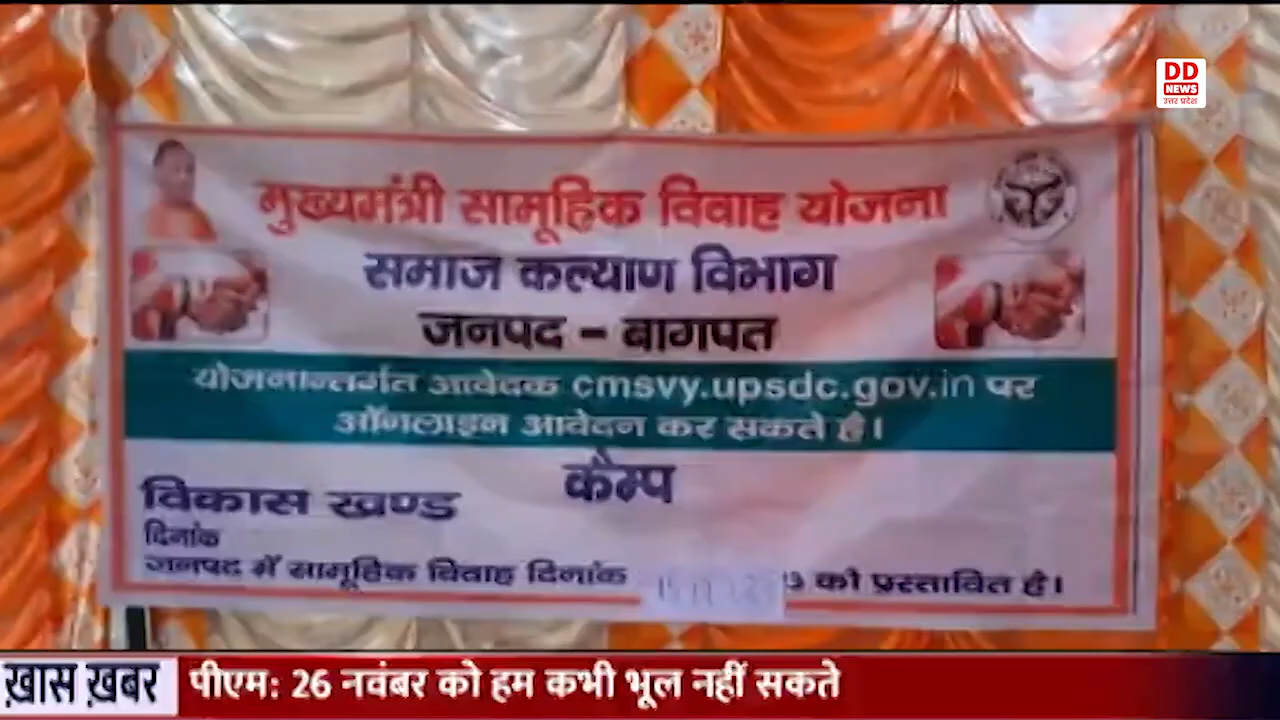 DD
NEWS
उत्तर प्रदेश
मुख्यमंत्री सामूहिक विवाह योजना
समाज कल्याण विभाग
जनपद - बागपत
योजनान्तर्गत आवेदक cmsvy.upsdc.gov.in पर
ऑनलाइन आवेदन कर सकते है।
कैम्प
विकास खण्ड
दिनांक
जनपद में सामूहिक विवाह दिनांक को प्रस्तावित है।
ख़ास ख़बर
पीएम: 26 नवंबर को हम कभी भूल नहीं सकते